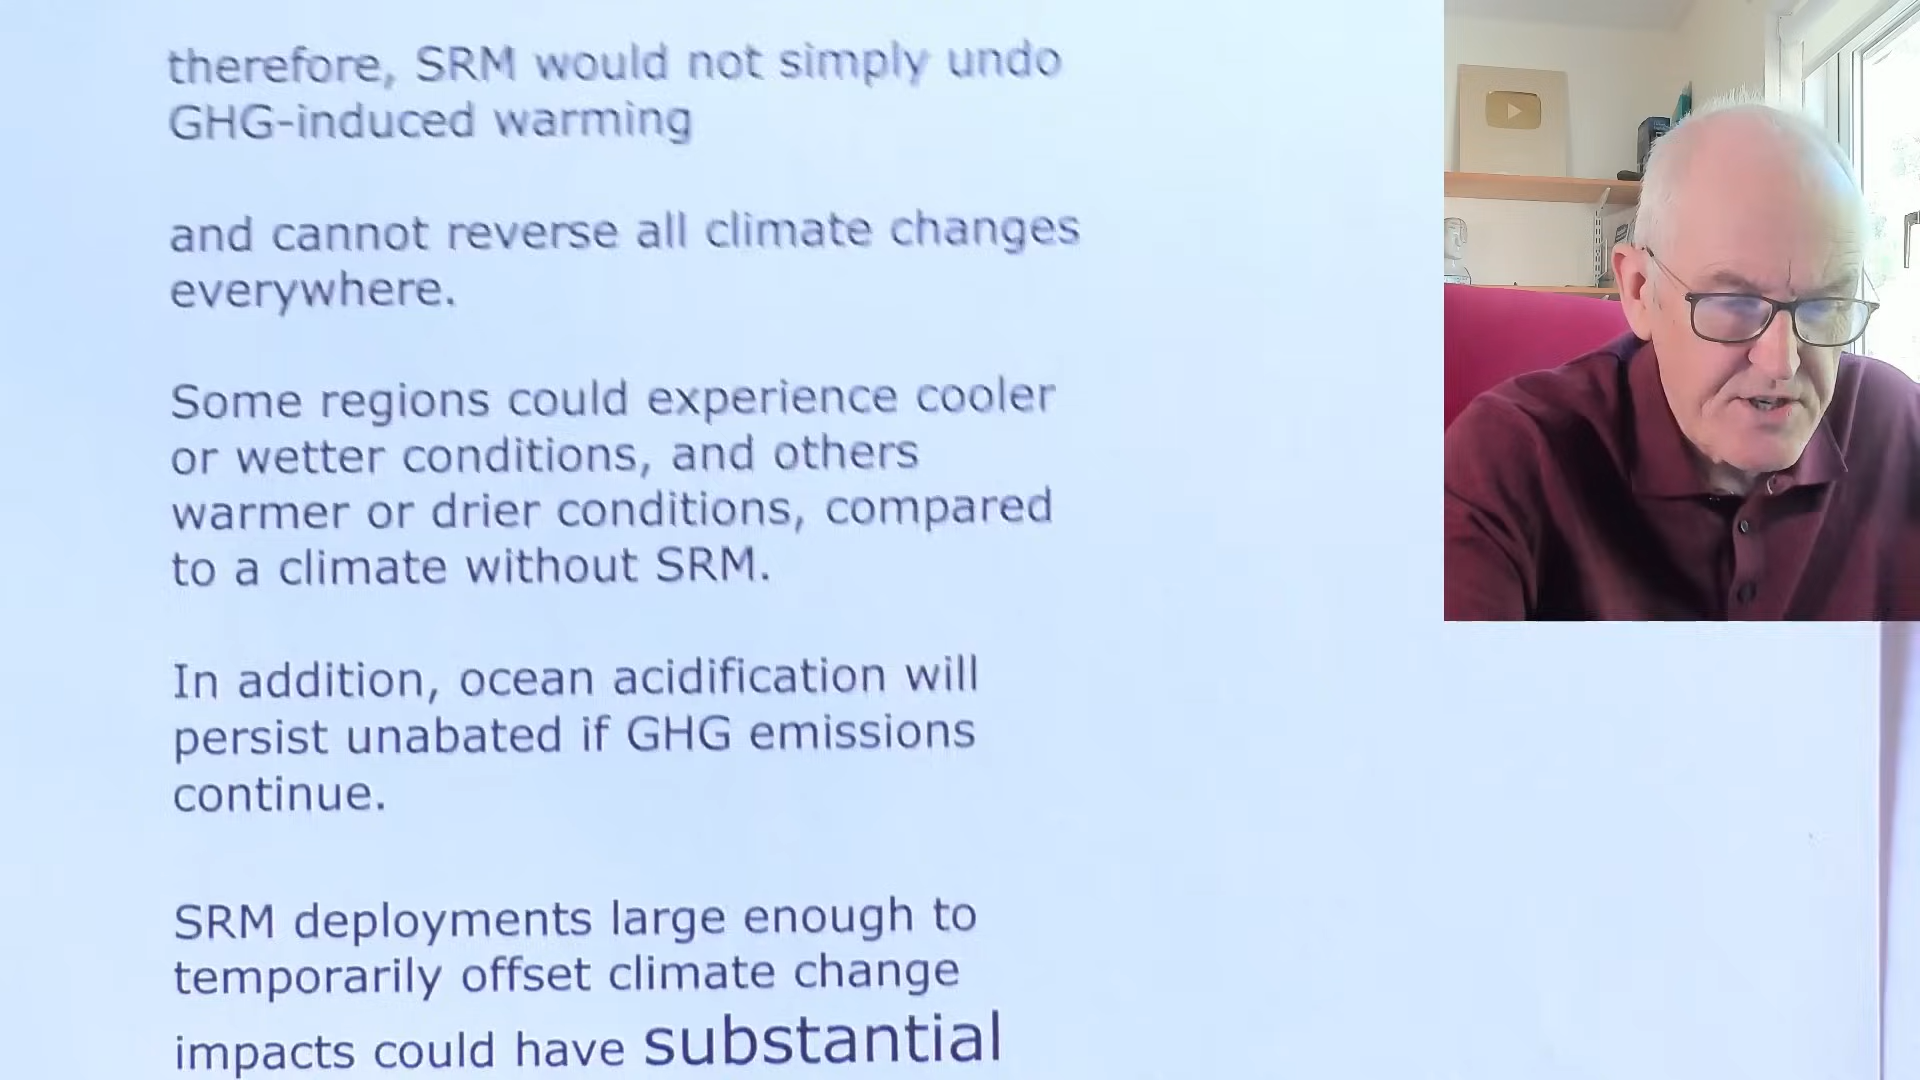 therefore, SRM would not simply undo
GHG-induced warming
and cannot reverse all climate changes
everywhere.
Some regions could experience cooler
or wetter conditions, and others
warmer or drier conditions, compared
to a climate without SRM.
In addition, ocean acidification will
persist unabated if GHG emissions
continue.
SRM deployments large enough to
temporarily offset climate change
impacts could have substantial